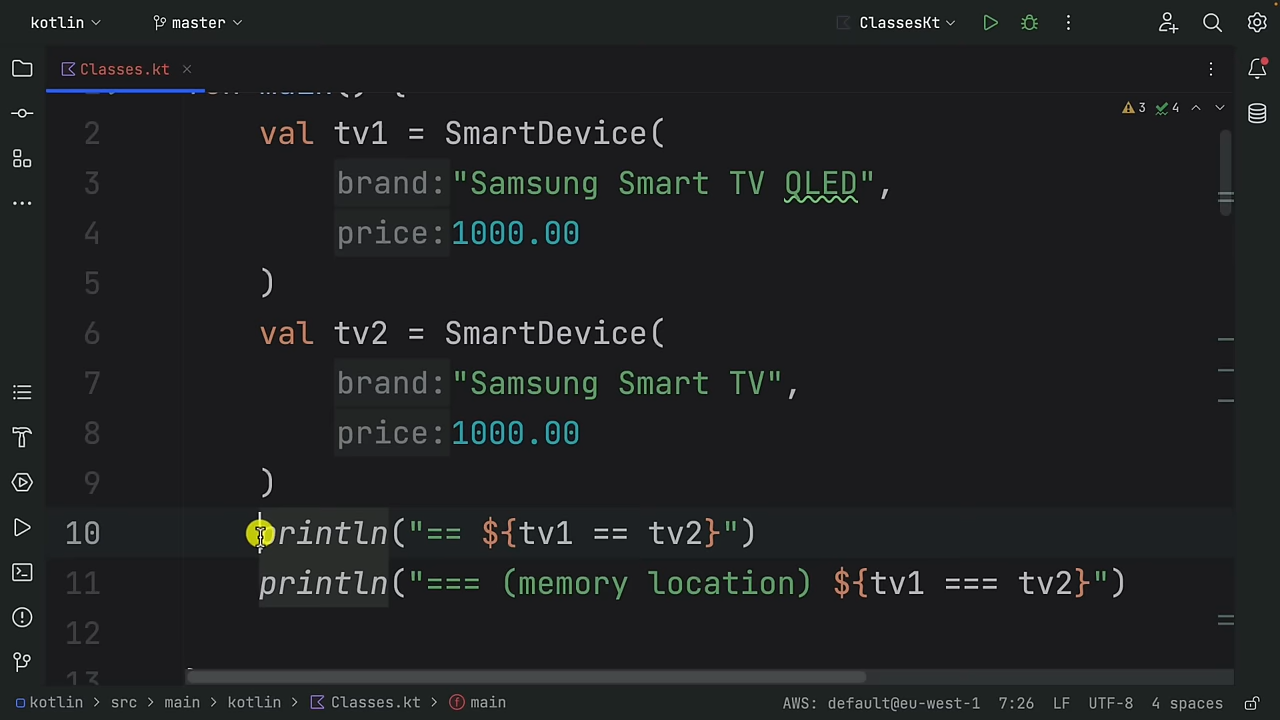 kotlin master ClassesKt
Classes.kt
3 4
2 val tv1 = SmartDevice(
3 brand: "Samsung Smart TV QLED",
4 price: 1000.00
5 )
6 val tv2 = SmartDevice(
7 brand: "Samsung Smart TV",
8 price: 1000.00
9 )
10 println("== ${tv1 == tv2}")
11 println("=== (memory location) ${tv1 === tv2}")
12
13
kotlin > src > main > kotlin > Classes.kt > main AWS: default@eu-west-1 7:26 LF UTF-8 4 spaces